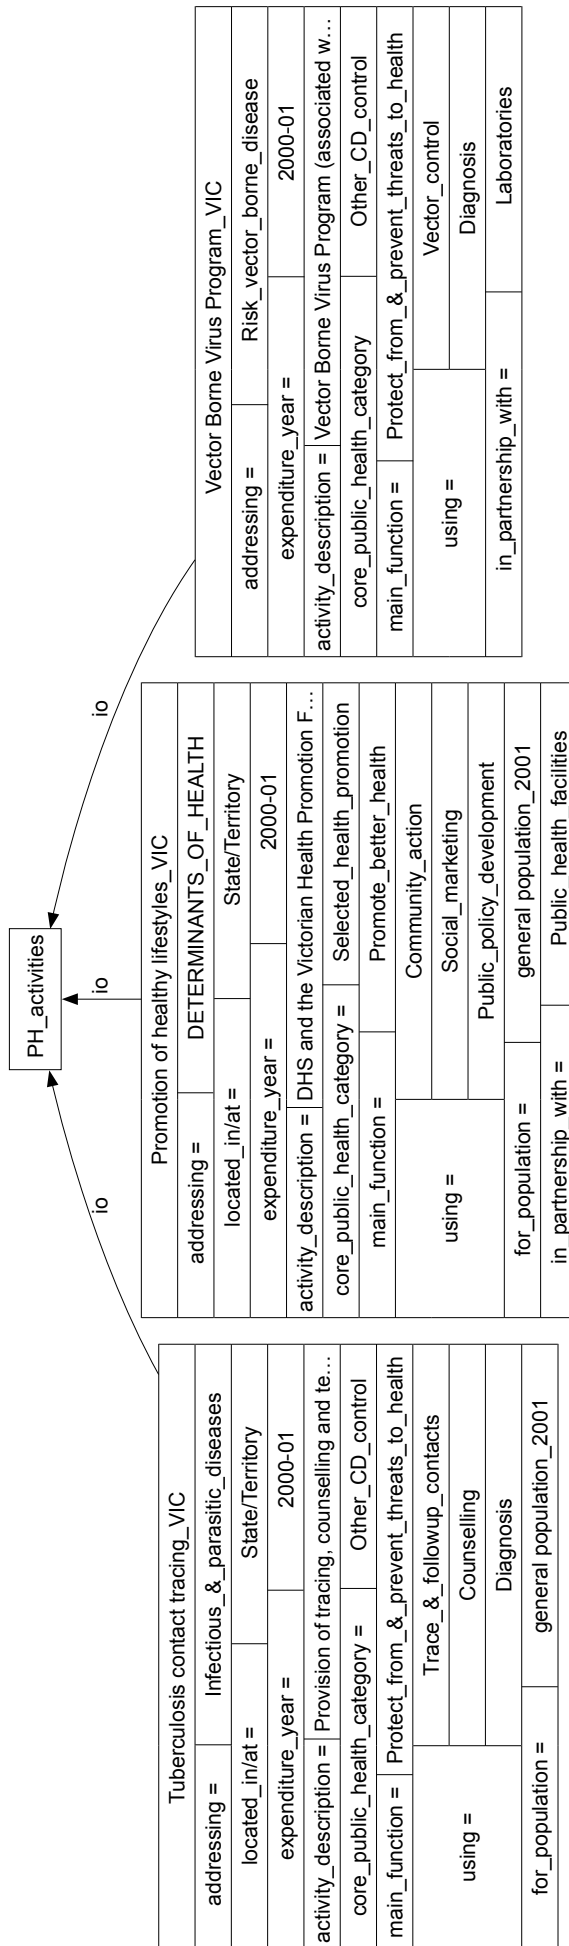 PH_activities
io
io
io
Tuberculosis contact tracing_VIC
addressing = Infectious_&_parasitic_diseases
located_in/at = State/Territory
expenditure_year = 2000-01
activity_description = Provision of tracing, counselling and te…
core_public_health_category = Other_CD_control
main_function = Protect_from_&_prevent_threats_to_health
using = Trace_&_followup_contacts
Counselling
Diagnosis
for_population = general population_2001
Promotion of healthy lifestyles_VIC
addressing = DETERMINANTS_OF_HEALTH
located_in/at = State/Territory
expenditure_year = 2000-01
activity_description = DHS and the Victorian Health Promotion F…
core_public_health_category = Selected_health_promotion
main_function = Promote_better_health
using = Community_action
Social_marketing
Public_policy_development
for_population = general population_2001
in_partnership_with = Public_health_facilities
Vector Borne Virus Program_VIC
addressing = Risk_vector_borne_disease
expenditure_year = 2000-01
activity_description = Vector Borne Virus Program (associated w…
core_public_health_category Other_CD_control
main_function = Protect_from_&_prevent_threats_to_health
using = Vector_control
Diagnosis
in_partnership_with = Laboratories